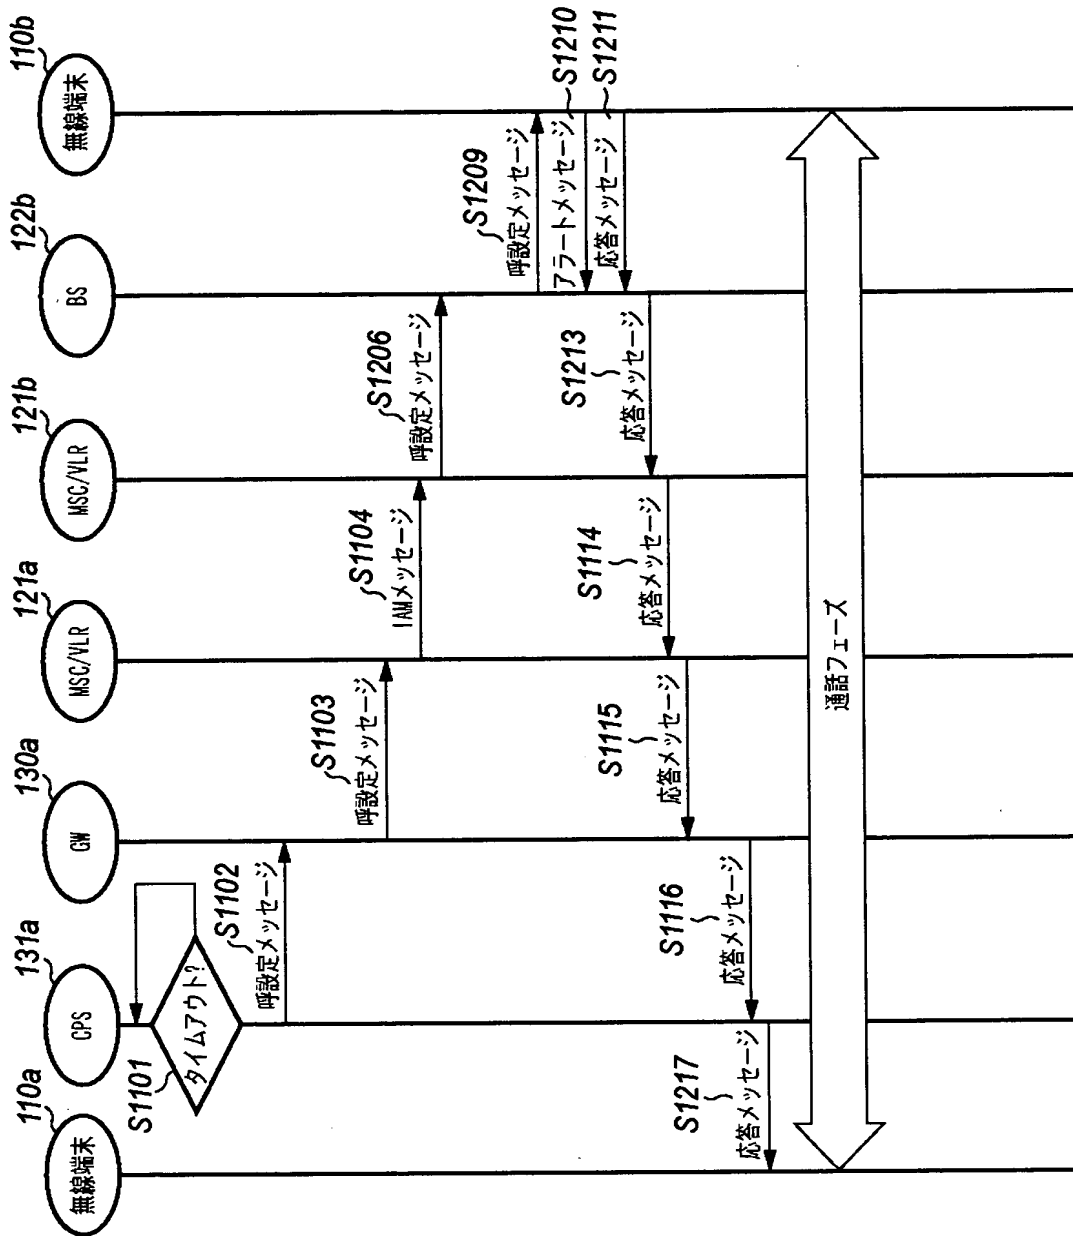 110a
無線端末
131a
CPS
130a
GW
121a
MSC/VLR
121b
MSC/VLR
122b
BS
110b
無線端末
S1101
タイムアウト?
S1102
呼設定メッセージ
S1103
呼設定メッセージ
S1104
IAMメッセージ
S1206
呼設定メッセージ
S1209
呼設定メッセージ
アラートメッセージ
S1210
応答メッセージ
S1211
S1213
応答メッセージ
S1114
応答メッセージ
S1115
応答メッセージ
S1116
応答メッセージ
S1217
応答メッセージ
通話フェーズ